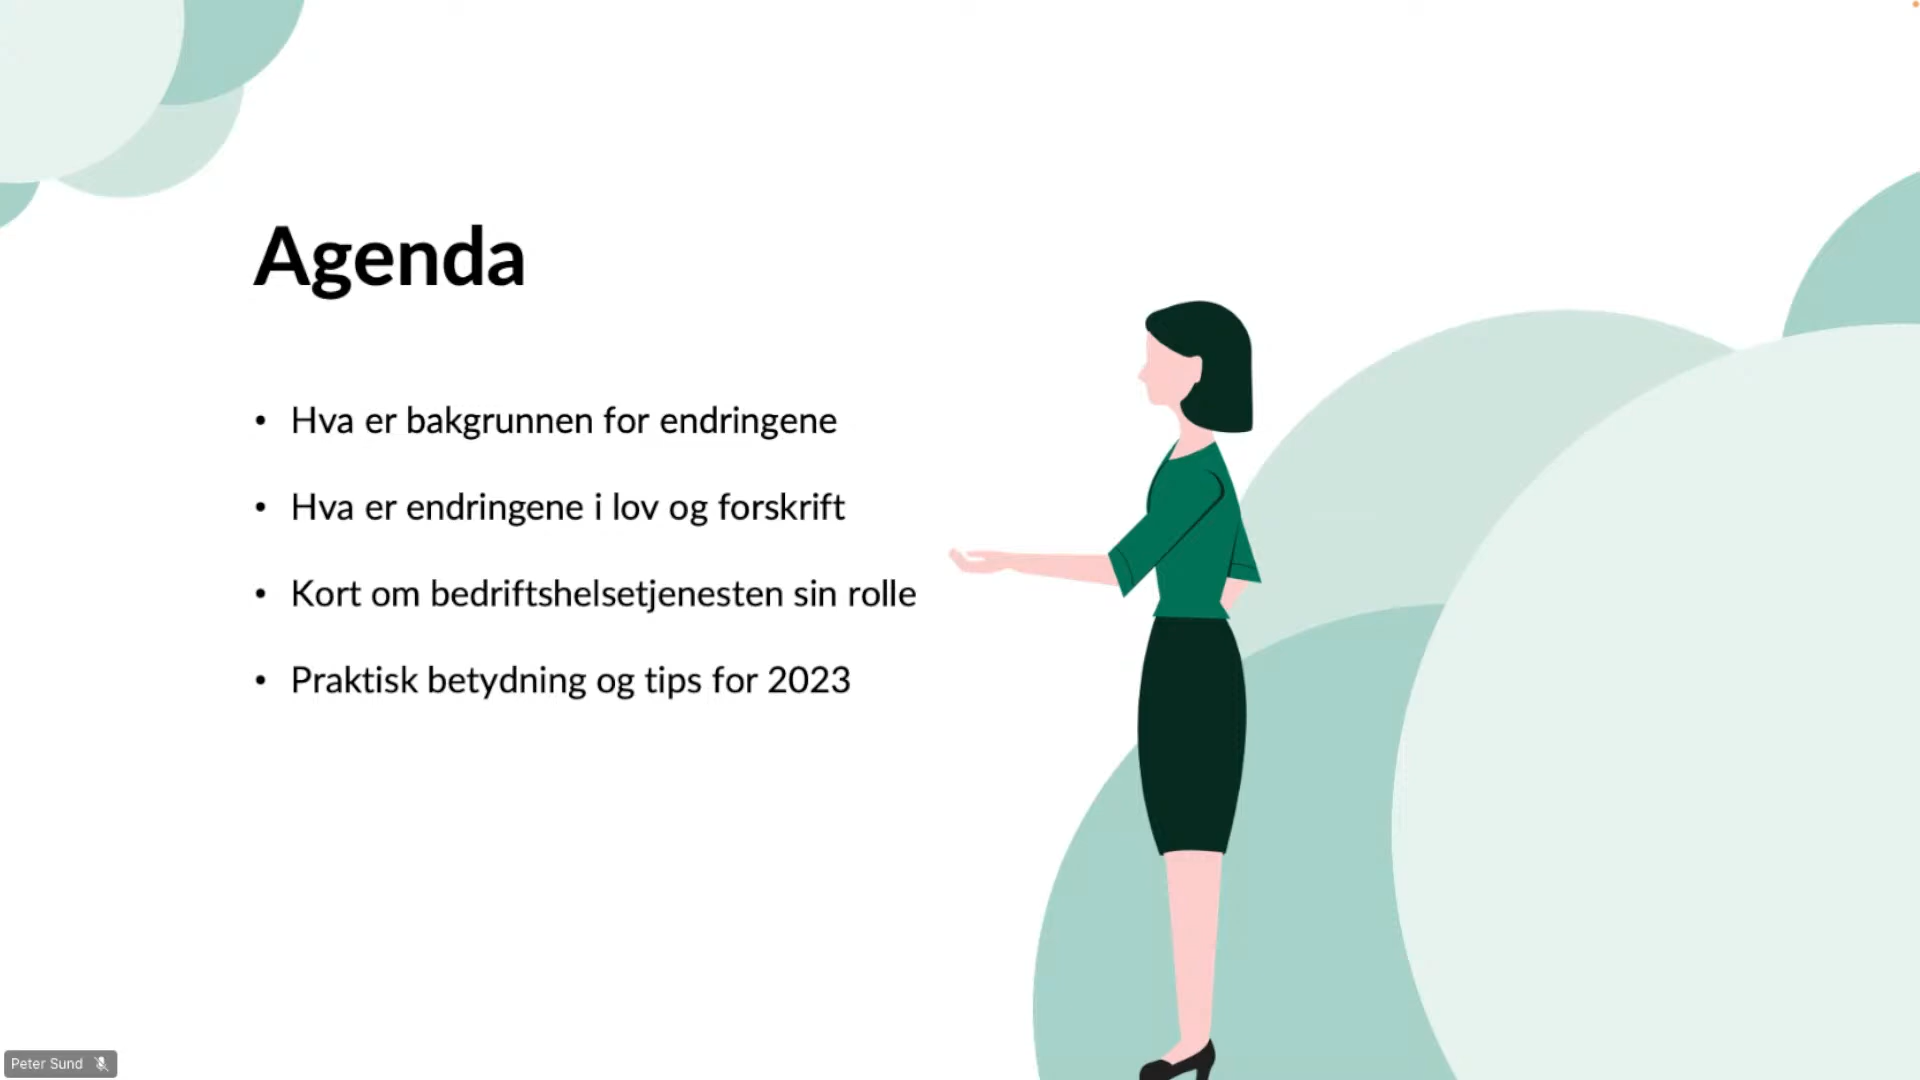 Agenda
• Hva er bakgrunnen for endringene
• Hva er endringene i lov og forskrift
• Kort om bedriftshelsetjenesten sin rolle
• Praktisk betydning og tips for 2023
Peter Sund